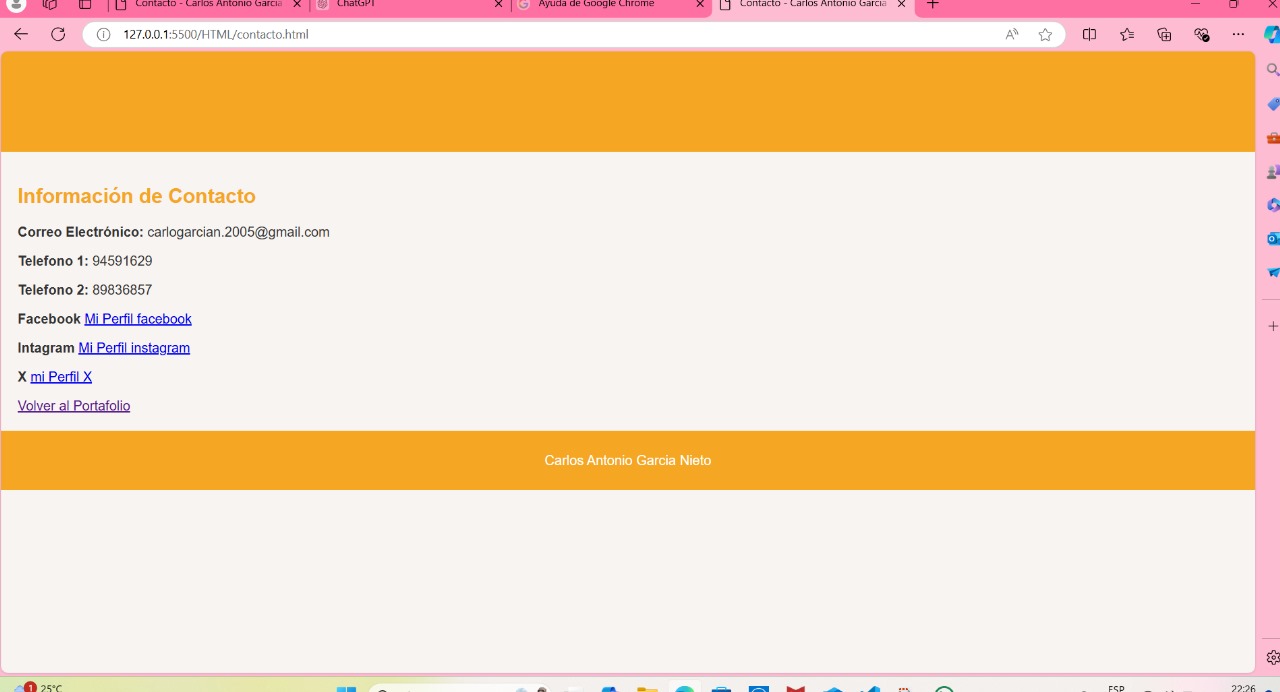 Contacto - Carlos Antonio Garcia
ChatGPT
Ayuda de Google Chrome
Contacto - Carlos Antonio Garcia
127.0.0.1:5500/HTML/contacto.html
Información de Contacto
Correo Electrónico: carlogarcian.2005@gmail.com
Telefono 1: 94591629
Telefono 2: 89836857
Facebook Mi Perfil facebook
Intagram Mi Perfil instagram
X mi Perfil X
Volver al Portafolio
Carlos Antonio Garcia Nieto
1 25°C
ESP
22:26